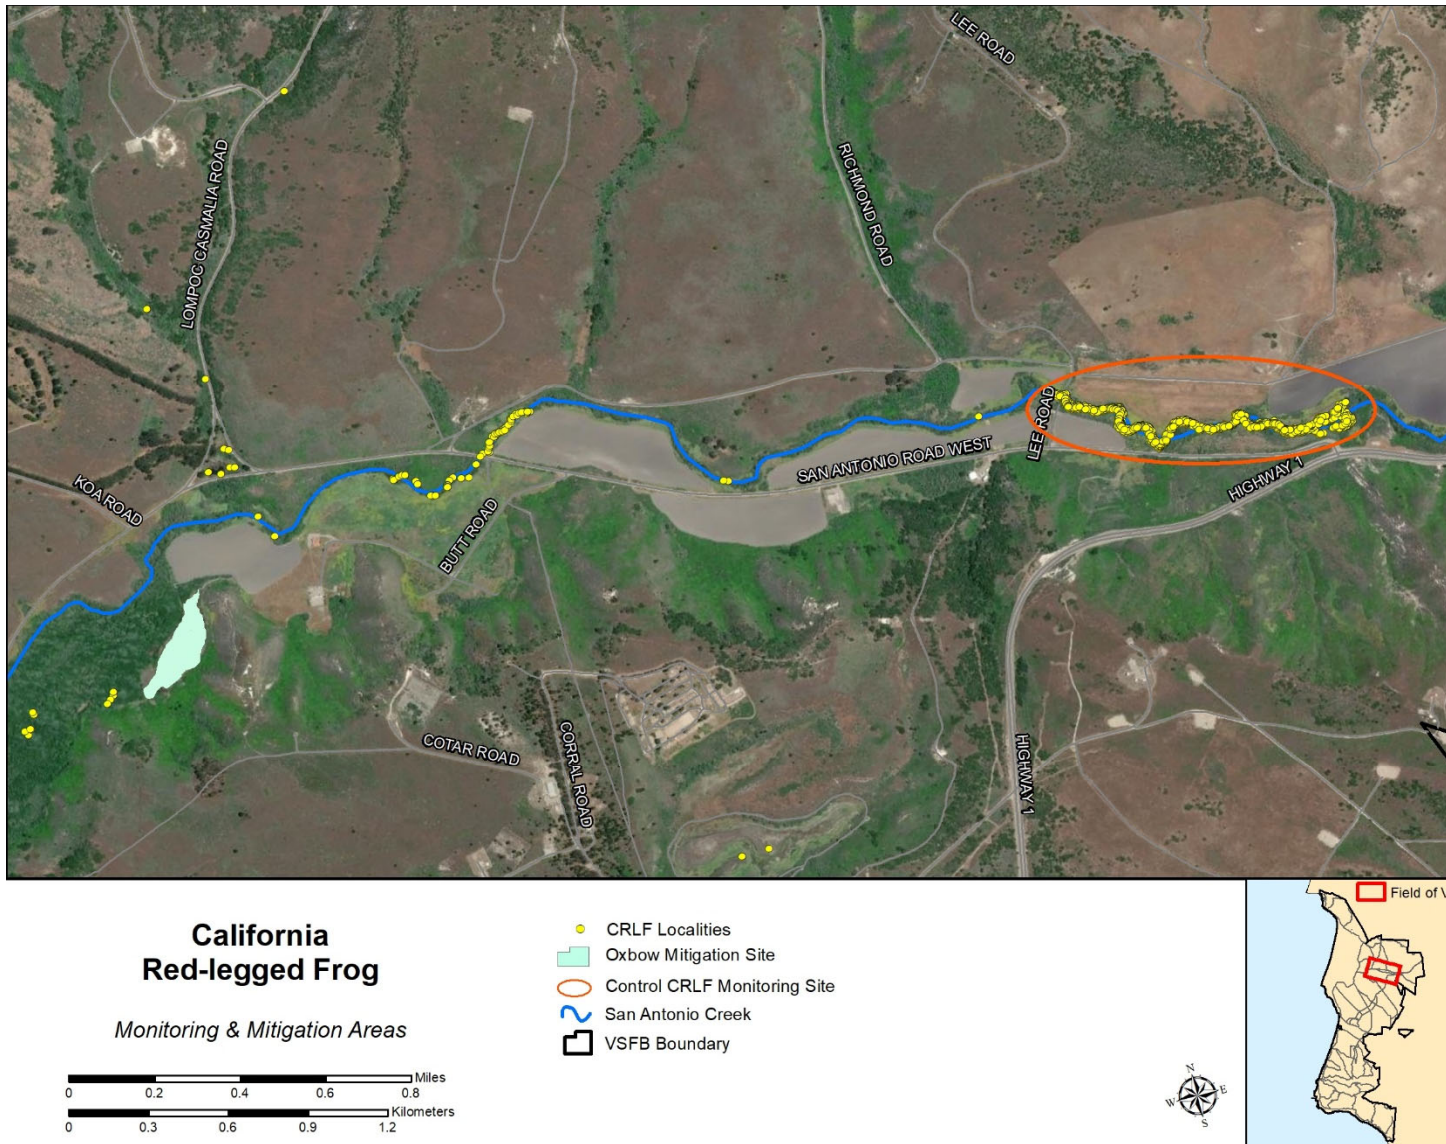 LEE ROAD
RICHMOND ROAD
LOMPOC CASMALIA ROAD
LEE ROAD
SAN ANTONIO ROAD WEST
HIGHWAY 1
KOA ROAD
BUTT ROAD
COTAR ROAD
CORRAL ROAD
HIGHWAY 1
California
Red-legged Frog
Monitoring & Mitigation Areas
Miles
0 0.2 0.4 0.6 0.8
Kilometers
0 0.3 0.6 0.9 1.2
CRLF Localities
Oxbow Mitigation Site
Control CRLF Monitoring Site
San Antonio Creek
VSFB Boundary
N
W E
S
Field of V